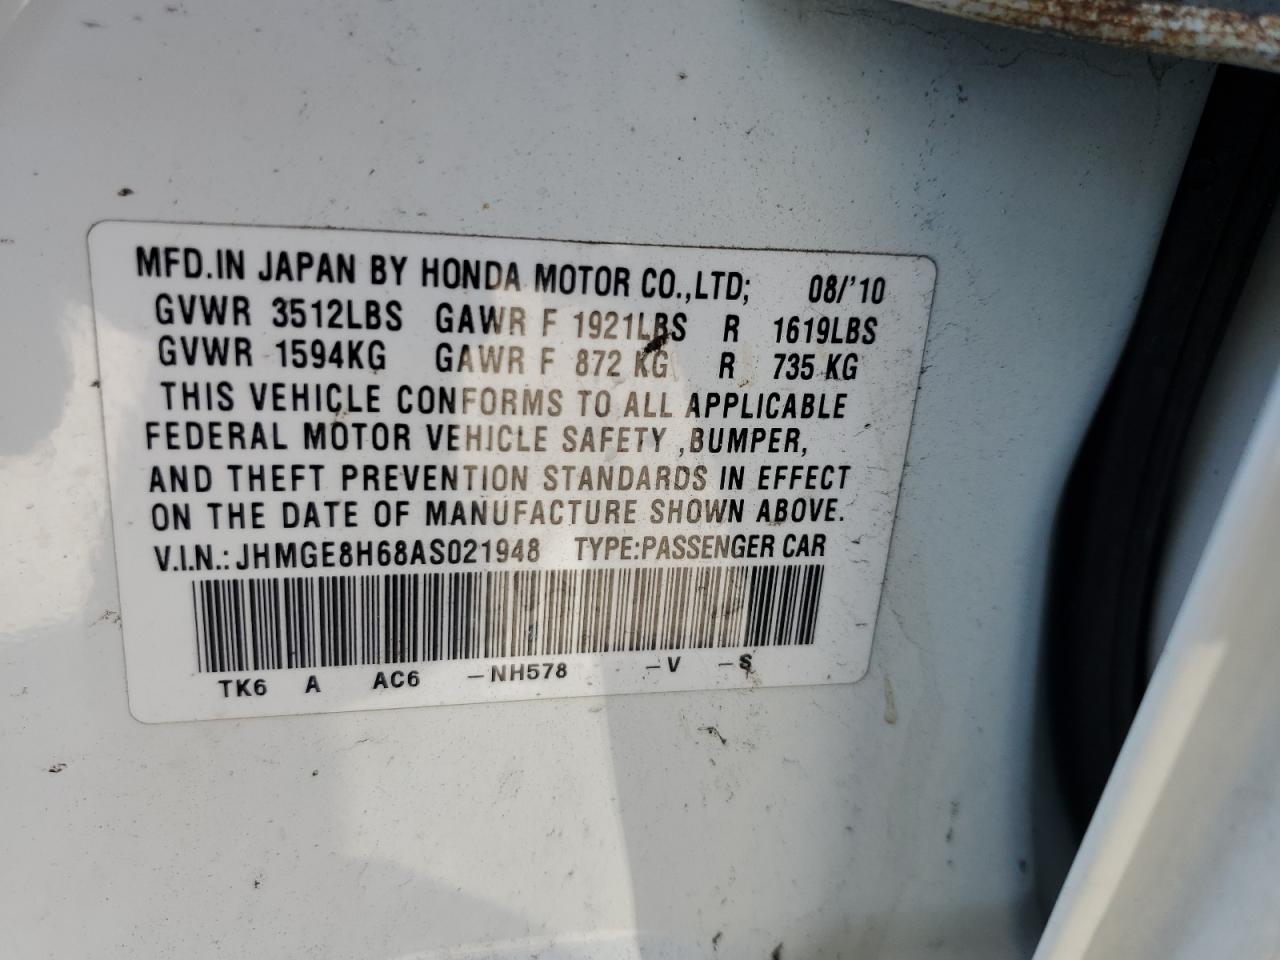 MFD.IN JAPAN BY HONDA MOTOR CO.,LTD; 08/'10
GVWR 3512LBS GAWR F 1921LBS R 1619LBS
GVWR 1594KG GAWR F 872 KG R 735 KG
THIS VEHICLE CONFORMS TO ALL APPLICABLE
FEDERAL MOTOR VEHICLE SAFETY ,BUMPER,
AND THEFT PREVENTION STANDARDS IN EFFECT
ON THE DATE OF MANUFACTURE SHOWN ABOVE.
V.I.N.: JHMGE8H68AS021948 TYPE:PASSENGER CAR
TK6 A AC6 -NH578 -V -S